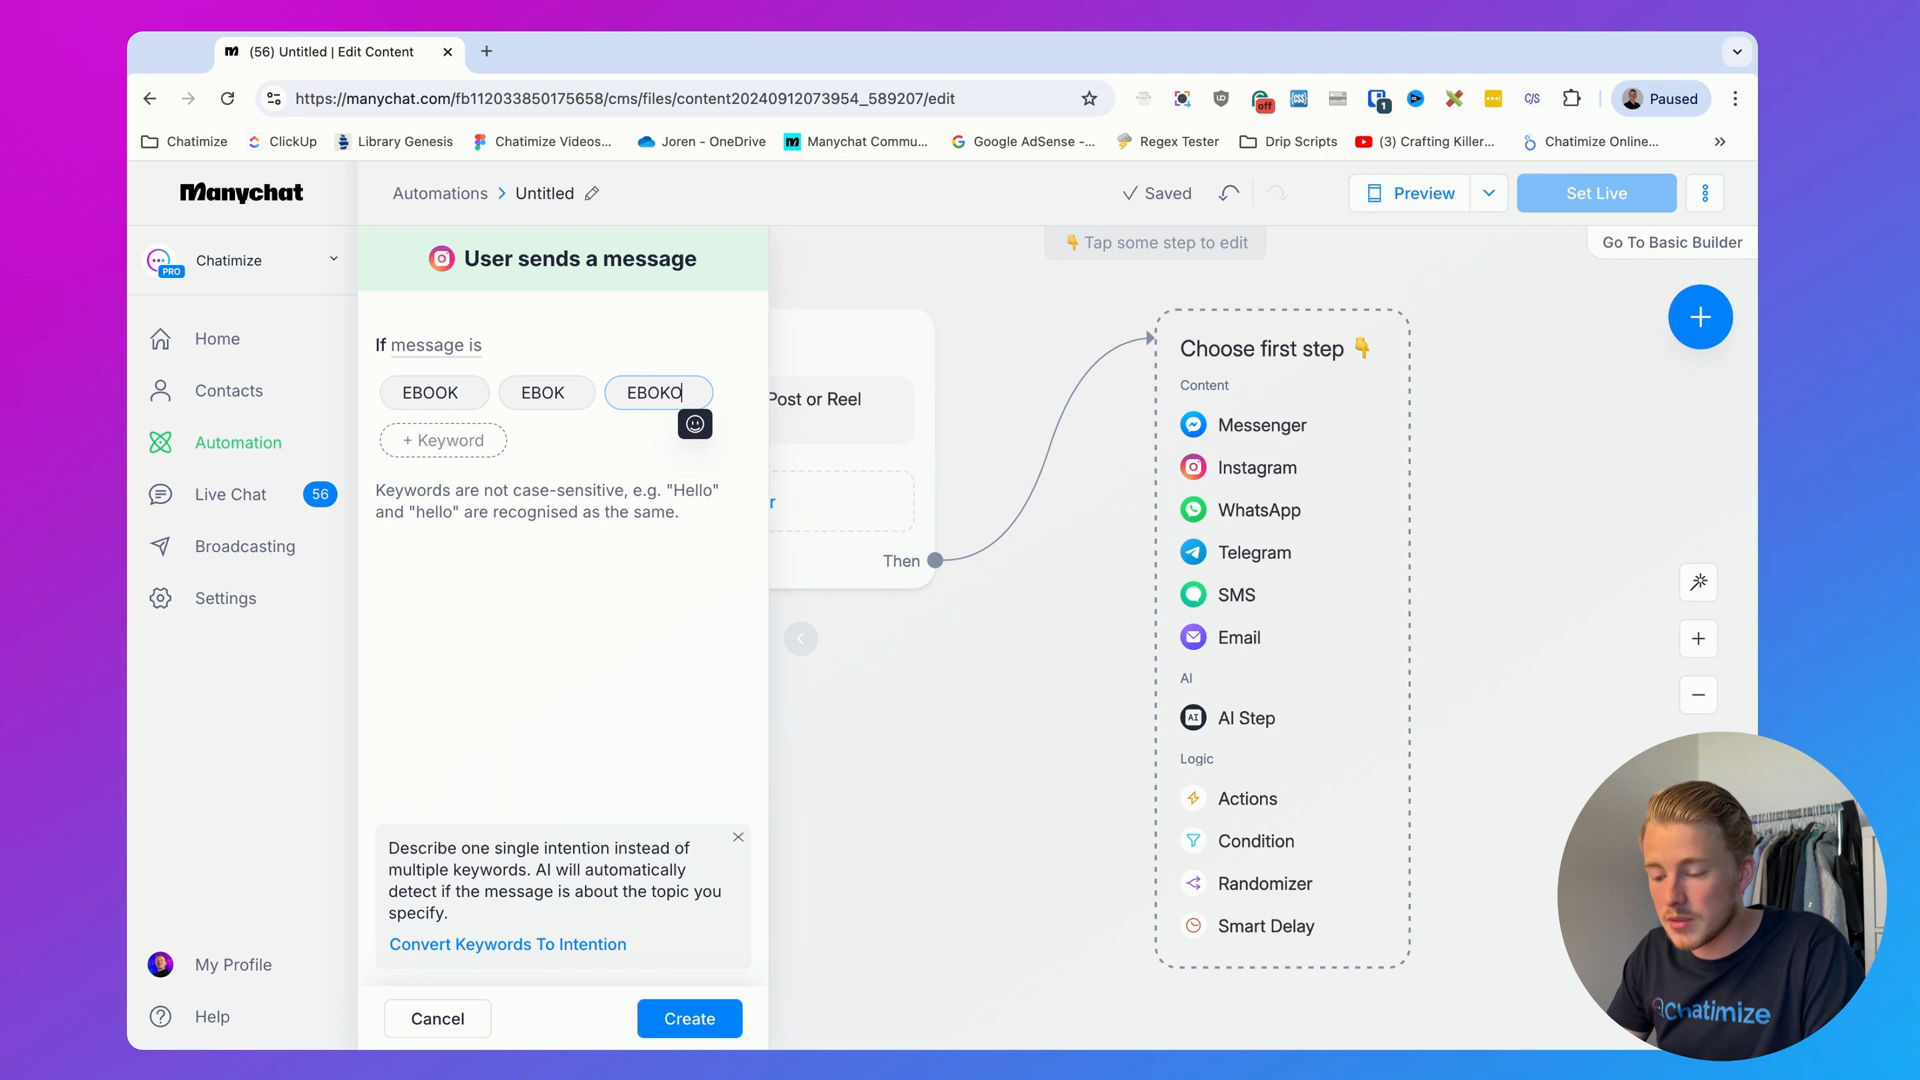 (56) Untitled | Edit Content
https://manychat.com/fb112033850175658/cms/files/content20240912073954_589207/edit
off
1
C/S
Paused
Chatimize
ClickUp
Library Genesis
Chatimize Videos...
Joren - OneDrive
Manychat Commu...
Google AdSense -...
Regex Tester
Drip Scripts
(3) Crafting Killer...
Chatimize Online...
Manychat
Automations > Untitled
Saved
Preview
Set Live
Chatimize
PRO
User sends a message
👇 Tap some step to edit
Go To Basic Builder
Home
Contacts
Automation
Live Chat
56
Broadcasting
Settings
My Profile
Help
If message is
EBOOK
EBOK
EBOKO
+ Keyword
Keywords are not case-sensitive, e.g. "Hello"
and "hello" are recognised as the same.
Describe one single intention instead of
multiple keywords. AI will automatically
detect if the message is about the topic you
specify.
Convert Keywords To Intention
Cancel
Create
Post or Reel
r
Then
Choose first step 👇
Content
Messenger
Instagram
WhatsApp
Telegram
SMS
Email
AI
AI
AI Step
Logic
Actions
Condition
Randomizer
Smart Delay
Chatimize